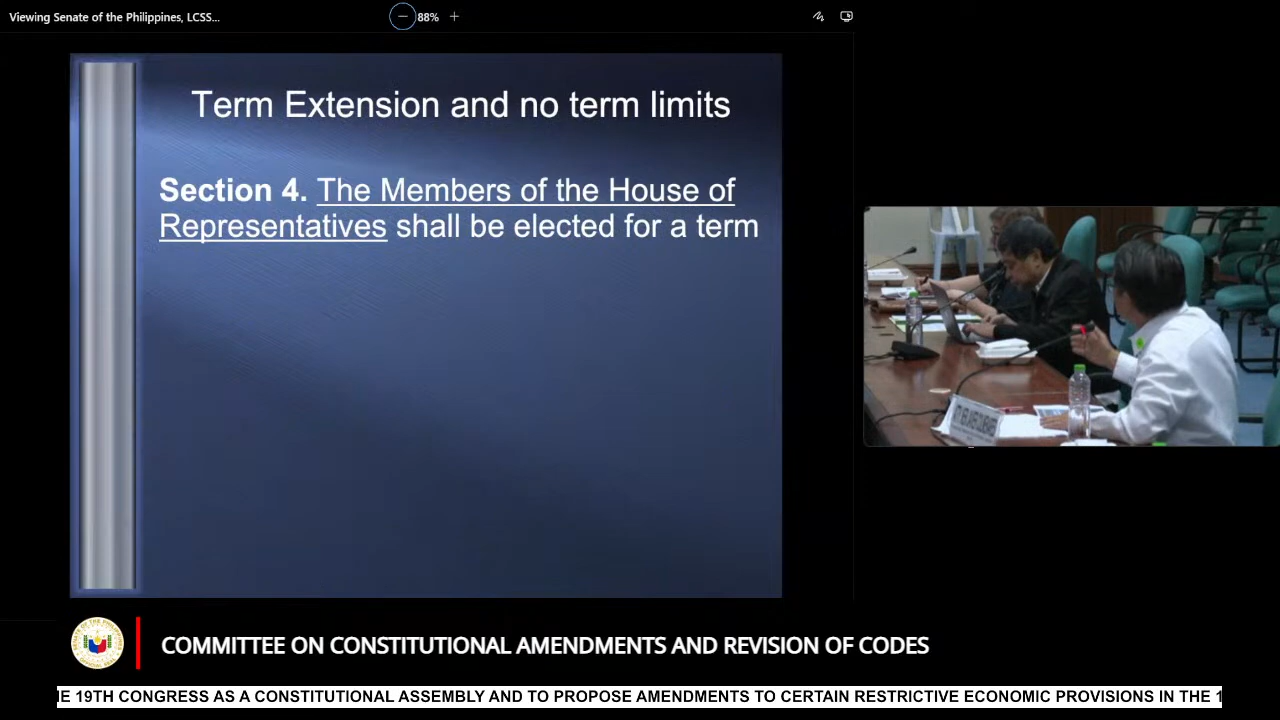 Viewing Senate of the Philippines, LCSS...
88%
Term Extension and no term limits
Section 4. The Members of the House of
Representatives shall be elected for a term
COMMITTEE ON CONSTITUTIONAL AMENDMENTS AND REVISION OF CODES
19TH CONGRESS AS A CONSTITUTIONAL ASSEMBLY AND TO PROPOSE AMENDMENTS TO CERTAIN RESTRICTIVE ECONOMIC PROVISIONS IN THE